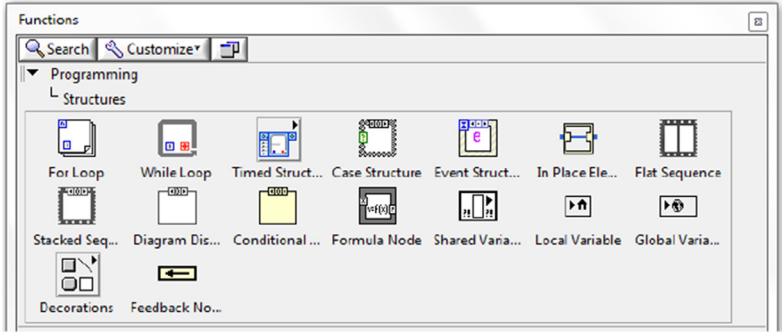 Functions
Search Customize
Programming
Structures
For Loop While Loop Timed Struct... Case Structure Event Struct... In Place Ele... Flat Sequence
Stacked Seq... Diagram Dis... Conditional ... Formula Node Shared Varia... Local Variable Global Varia...
Decorations Feedback No...